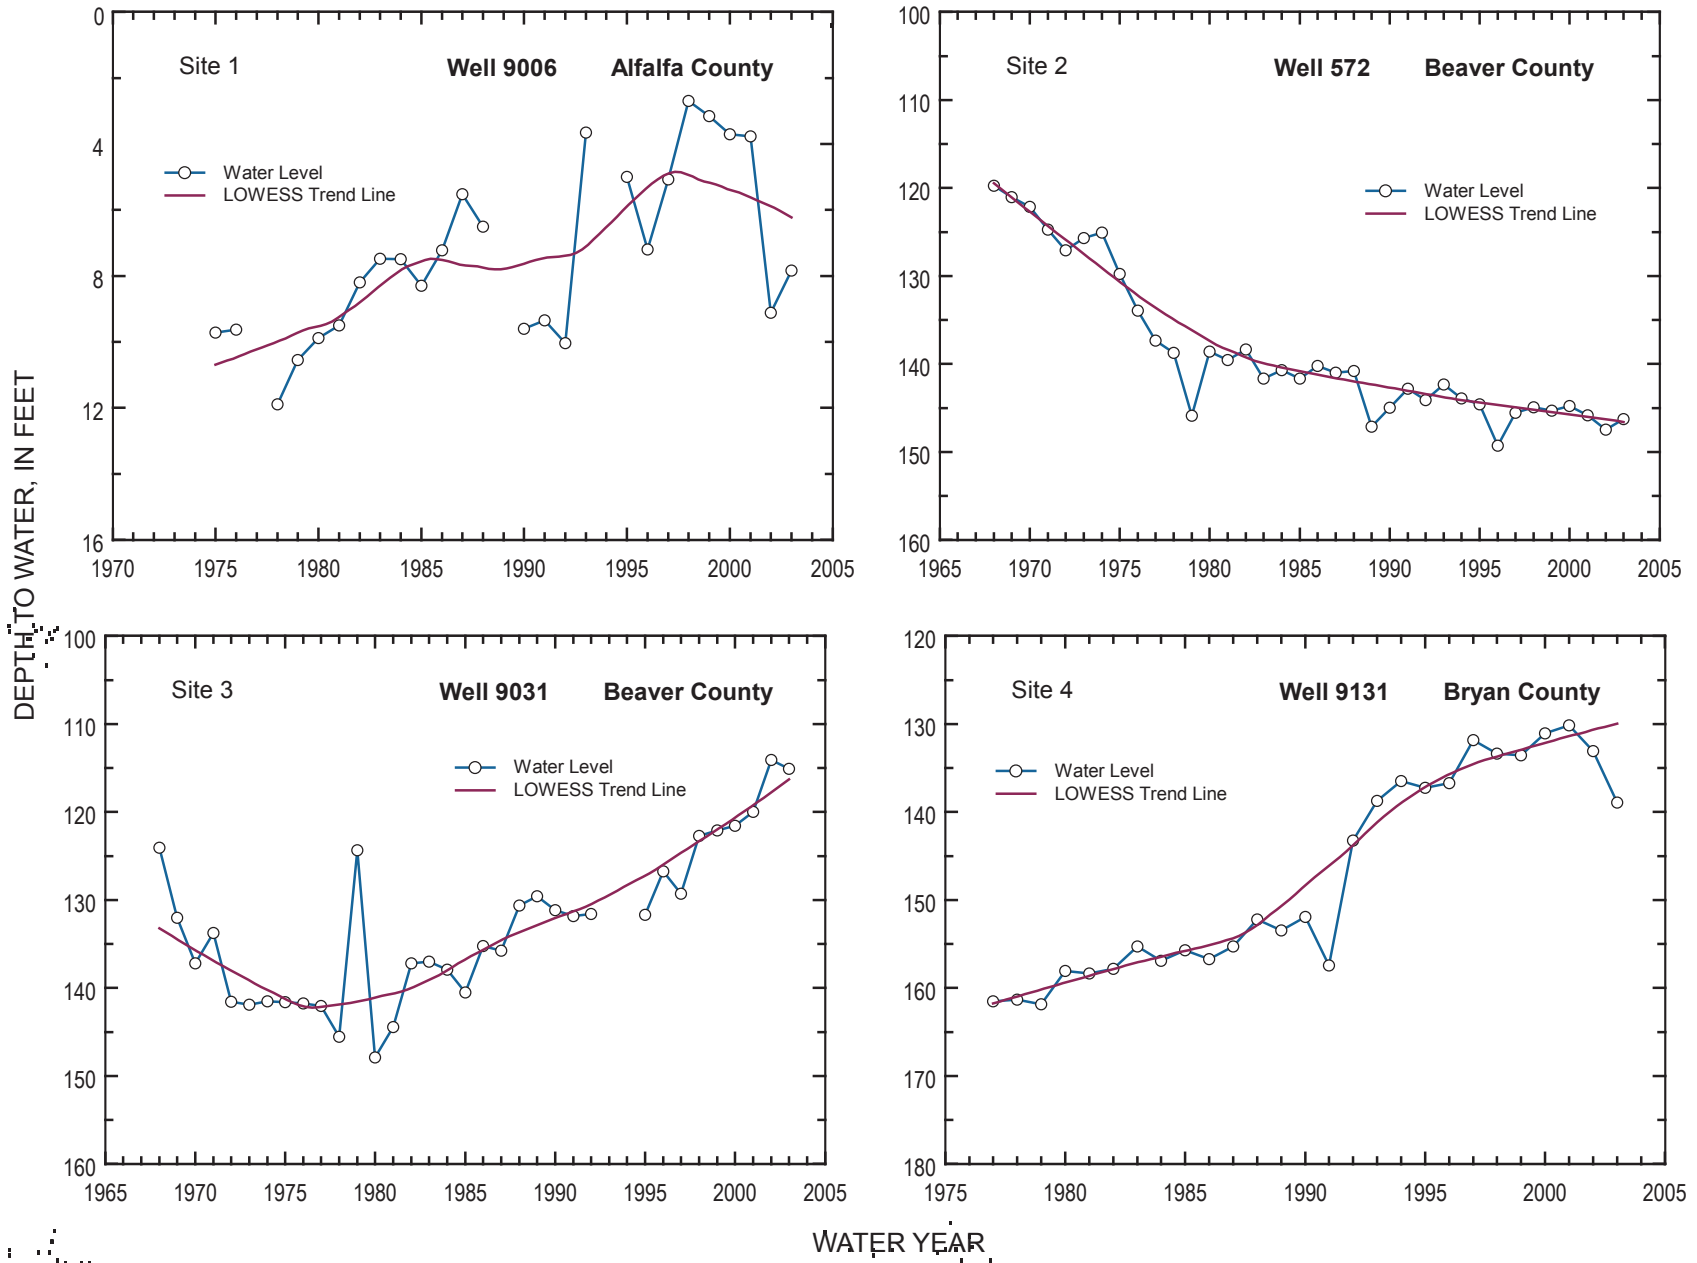 DEPTH TO WATER, IN FEET
Site 1 Well 9006 Alfalfa County
Water Level
LOWESS Trend Line
0
4
8
12
16
1970 1975 1980 1985 1990 1995 2000 2005
Site 2 Well 572 Beaver County
Water Level
LOWESS Trend Line
100
110
120
130
140
150
160
1965 1970 1975 1980 1985 1990 1995 2000 2005
Site 3 Well 9031 Beaver County
Water Level
LOWESS Trend Line
100
110
120
130
140
150
160
1965 1970 1975 1980 1985 1990 1995 2000 2005
Site 4 Well 9131 Bryan County
Water Level
LOWESS Trend Line
120
130
140
150
160
170
180
1975 1980 1985 1990 1995 2000 2005
WATER YEAR